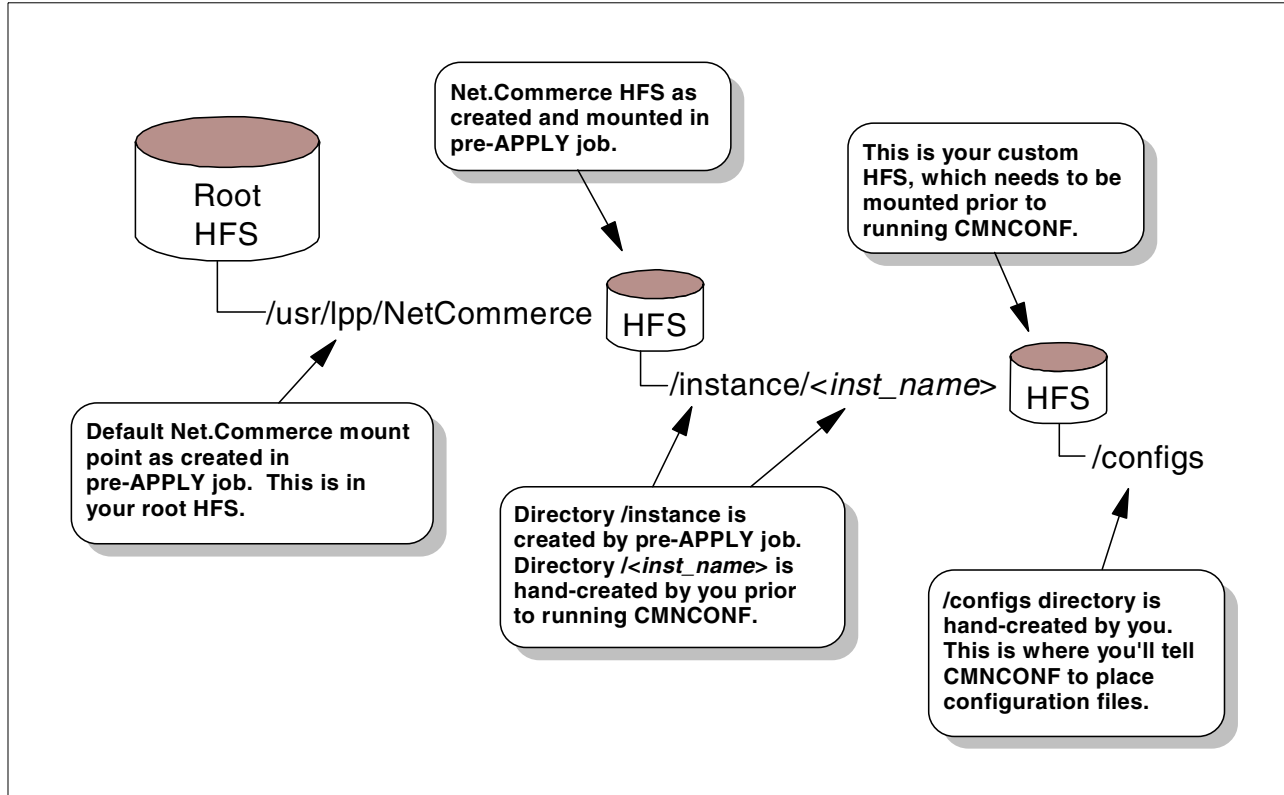 Net.Commerce HFS as
created and mounted in
pre-APPLY job.
This is your custom
HFS, which needs to be
mounted prior to
running CMNCONF.
Root
HFS
/usr/lpp/NetCommerce
HFS
/instance/<inst_name>
HFS
/configs
Default Net.Commerce mount
point as created in
pre-APPLY job.  This is in
your root HFS.
Directory /instance is
created by pre-APPLY job.
Directory /<inst_name> is
hand-created by you prior
to running CMNCONF.
/configs directory is
hand-created by you.
This is where you'll tell
CMNCONF to place
configuration files.